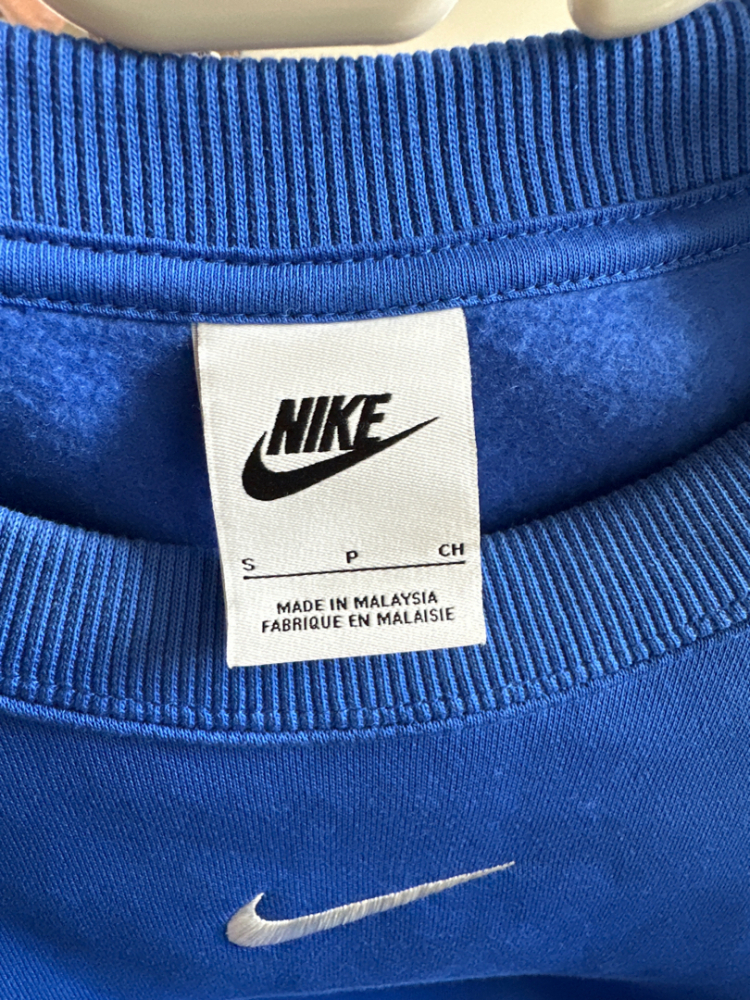 NIKE
S P CH
MADE IN MALAYSIA
FABRIQUE EN MALAISIE